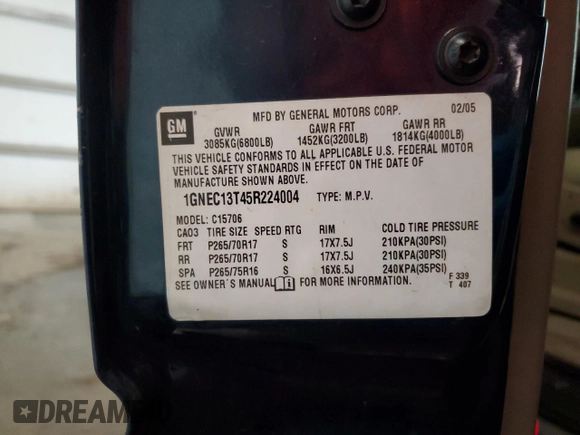 GM
MFD BY GENERAL MOTORS CORP. 02/05
GVWR GAWR FRT GAWR RR
3085KG(6800LB) 1452KG(3200LB) 1814KG(4000LB)
THIS VEHICLE CONFORMS TO ALL APPLICABLE U.S. FEDERAL MOTOR
VEHICLE SAFETY STANDARDS IN EFFECT ON THE DATE OF
MANUFACTURE SHOWN ABOVE.
1GNEC13T45R224004 TYPE: M.P.V.
MODEL: C15706
CA03 TIRE SIZE SPEED RTG RIM COLD TIRE PRESSURE
FRT P265/70R17 S 17X7.5J 210KPA(30PSI)
RR P265/70R17 S 17X7.5J 210KPA(30PSI)
SPA P265/75R16 S 16X6.5J 240KPA(35PSI)
SEE OWNER'S MANUAL FOR MORE INFORMATION. F 339
T 407